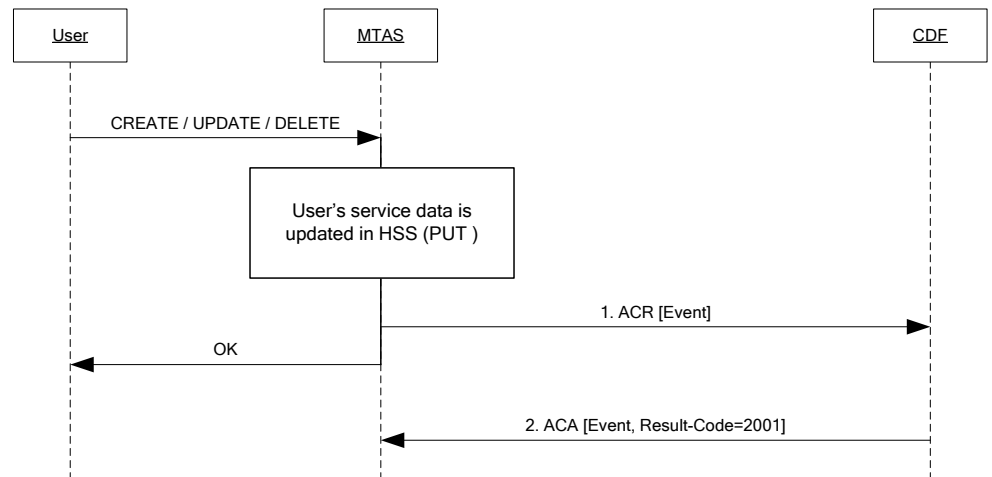 User
MTAS
CDF
CREATE / UPDATE / DELETE
User’s service data is
updated in HSS (PUT )
1. ACR [Event]
OK
2. ACA [Event, Result-Code=2001]